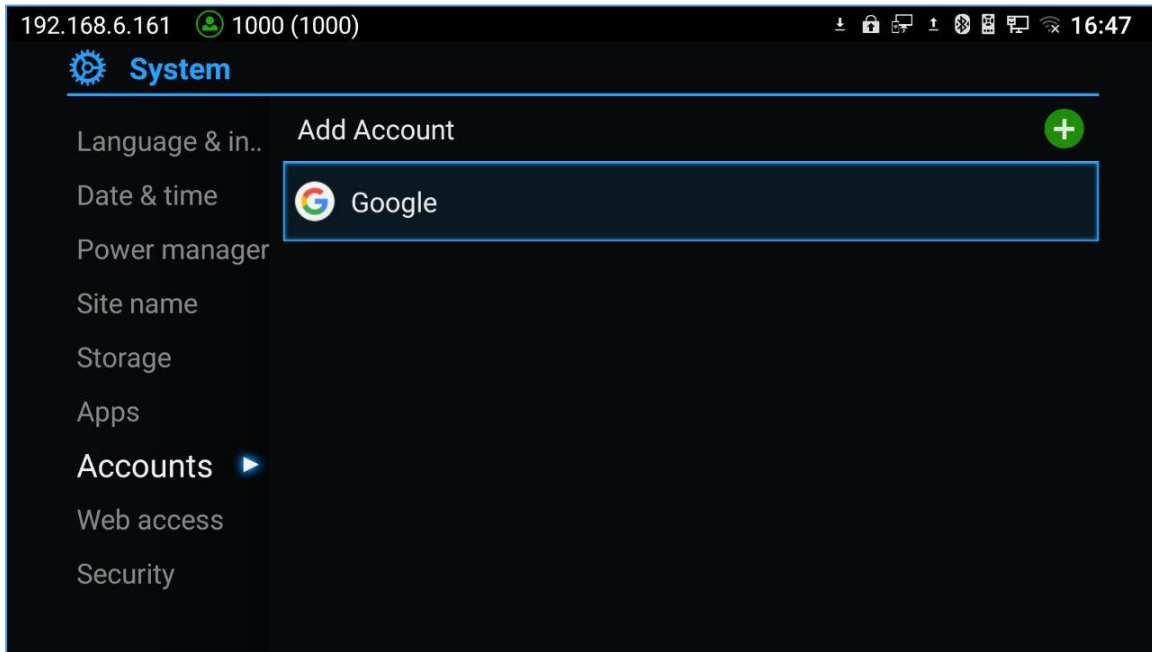 192.168.6.161 1000 (1000) 16:47
System
Language & in..
Date & time
Power manager
Site name
Storage
Apps
Accounts
Web access
Security
Add Account
Google